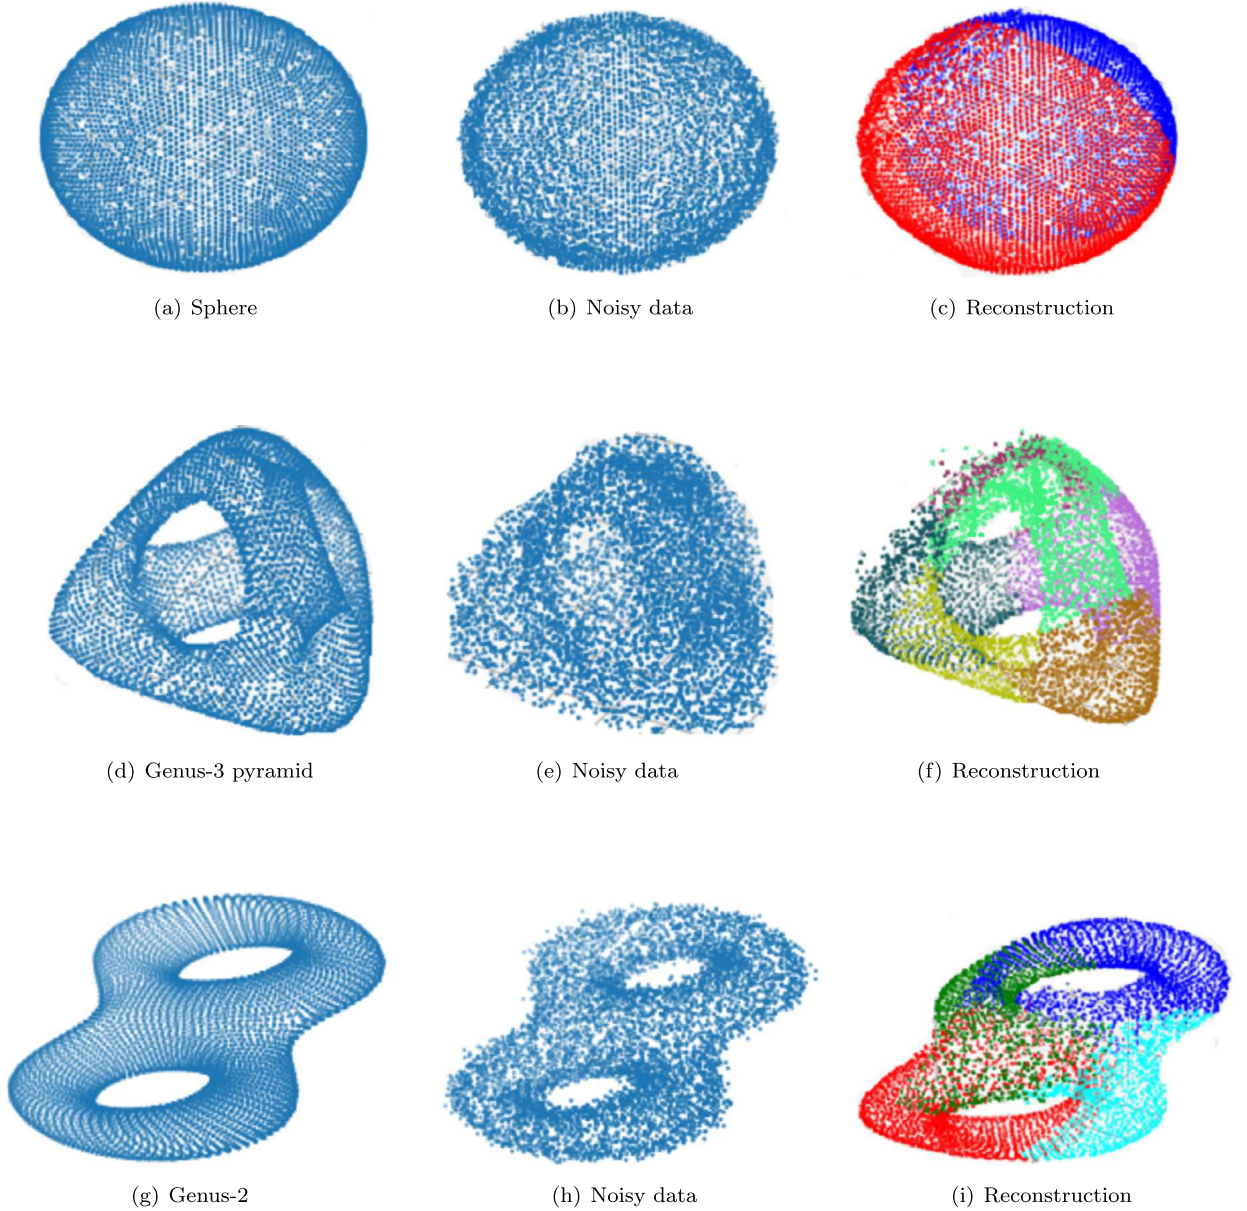 (a) Sphere
(b) Noisy data
(c) Reconstruction
(d) Genus-3 pyramid
(e) Noisy data
(f) Reconstruction
(g) Genus-2
(h) Noisy data
(i) Reconstruction